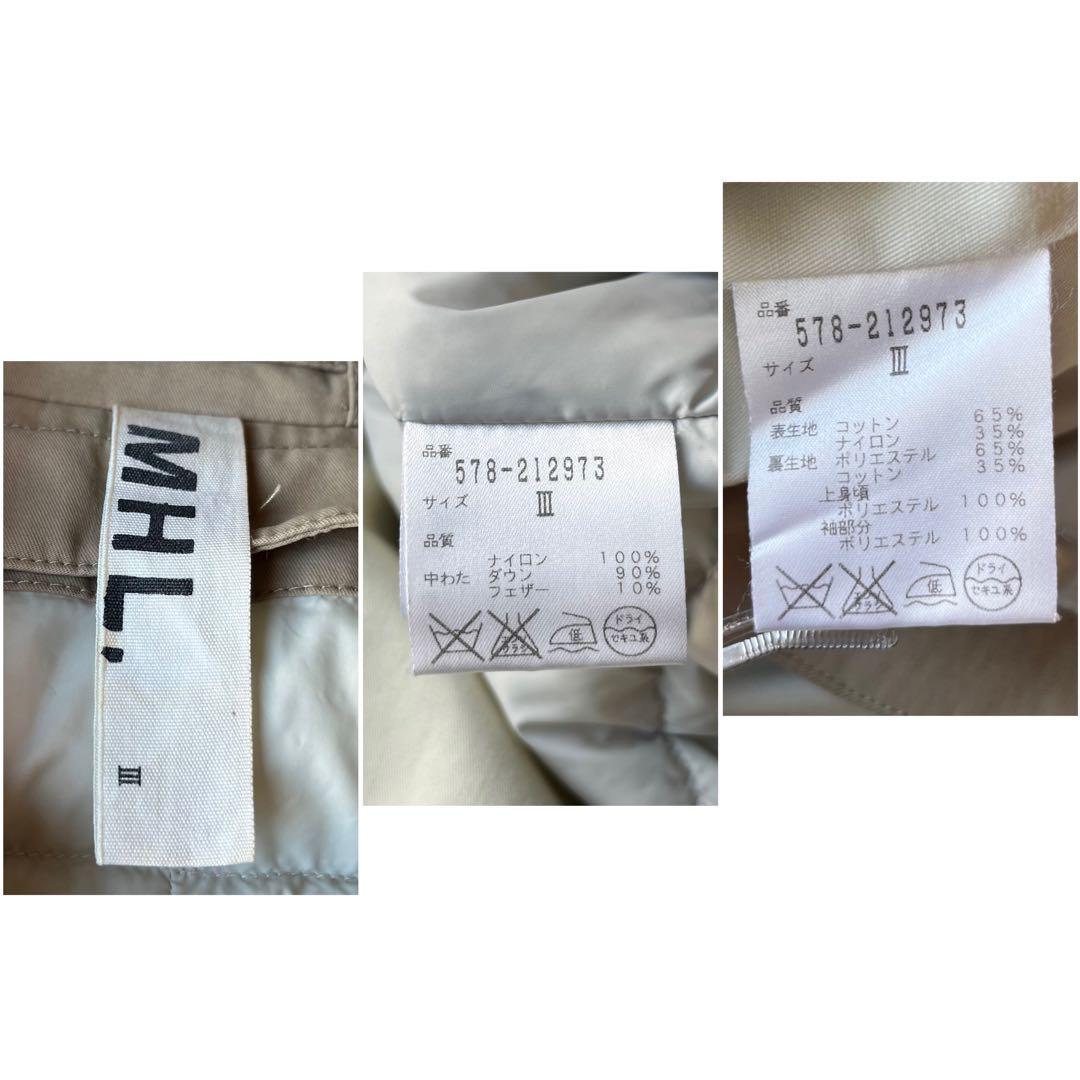 MHL.
III
品番
578-212973
サイズ
III
品質
ナイロン 100%
中わた ダウン 90%
フェザー 10%
低
ドライ
セキユ系
品番
578-212973
サイズ
III
品質
表生地 コットン 65%
ナイロン 35%
裏生地 ポリエステル 65%
コットン 35%
上身頃
ポリエステル 100%
袖部分
ポリエステル 100%
低
ドライ
セキユ系